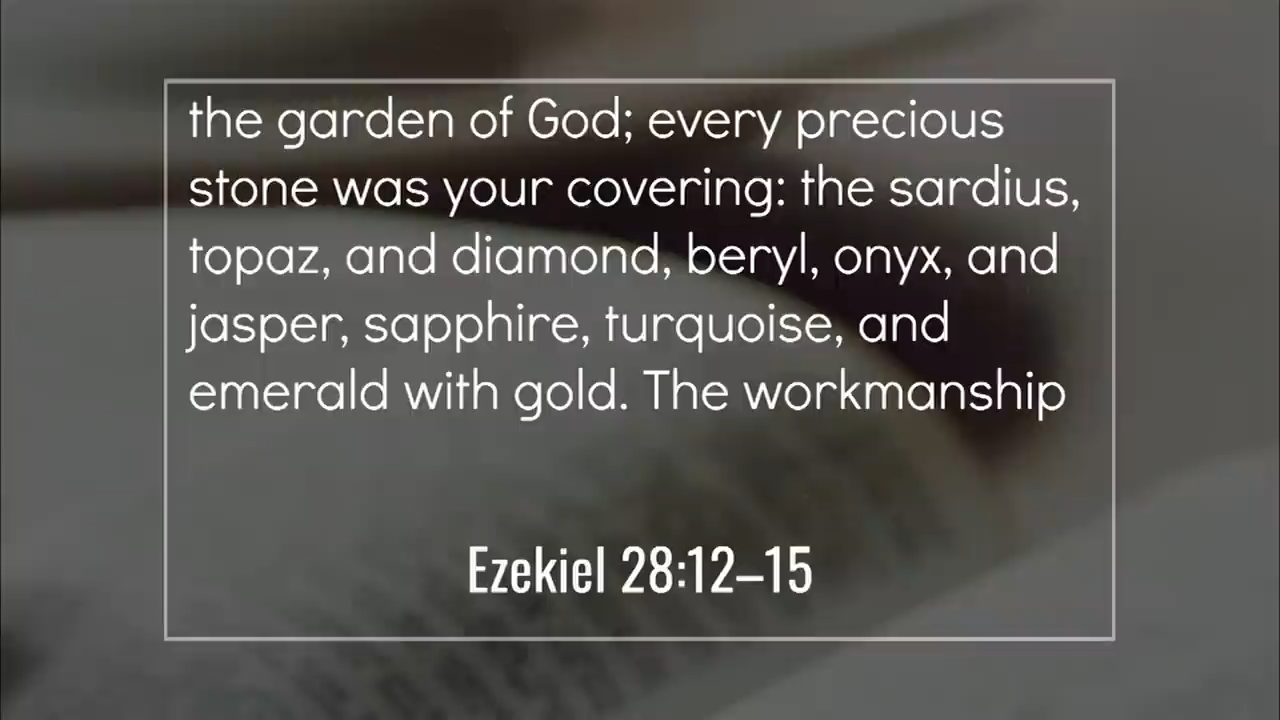 the garden of God; every precious
stone was your covering: the sardius,
topaz, and diamond, beryl, onyx, and
jasper, sapphire, turquoise, and
emerald with gold. The workmanship
Ezekiel 28:12–15